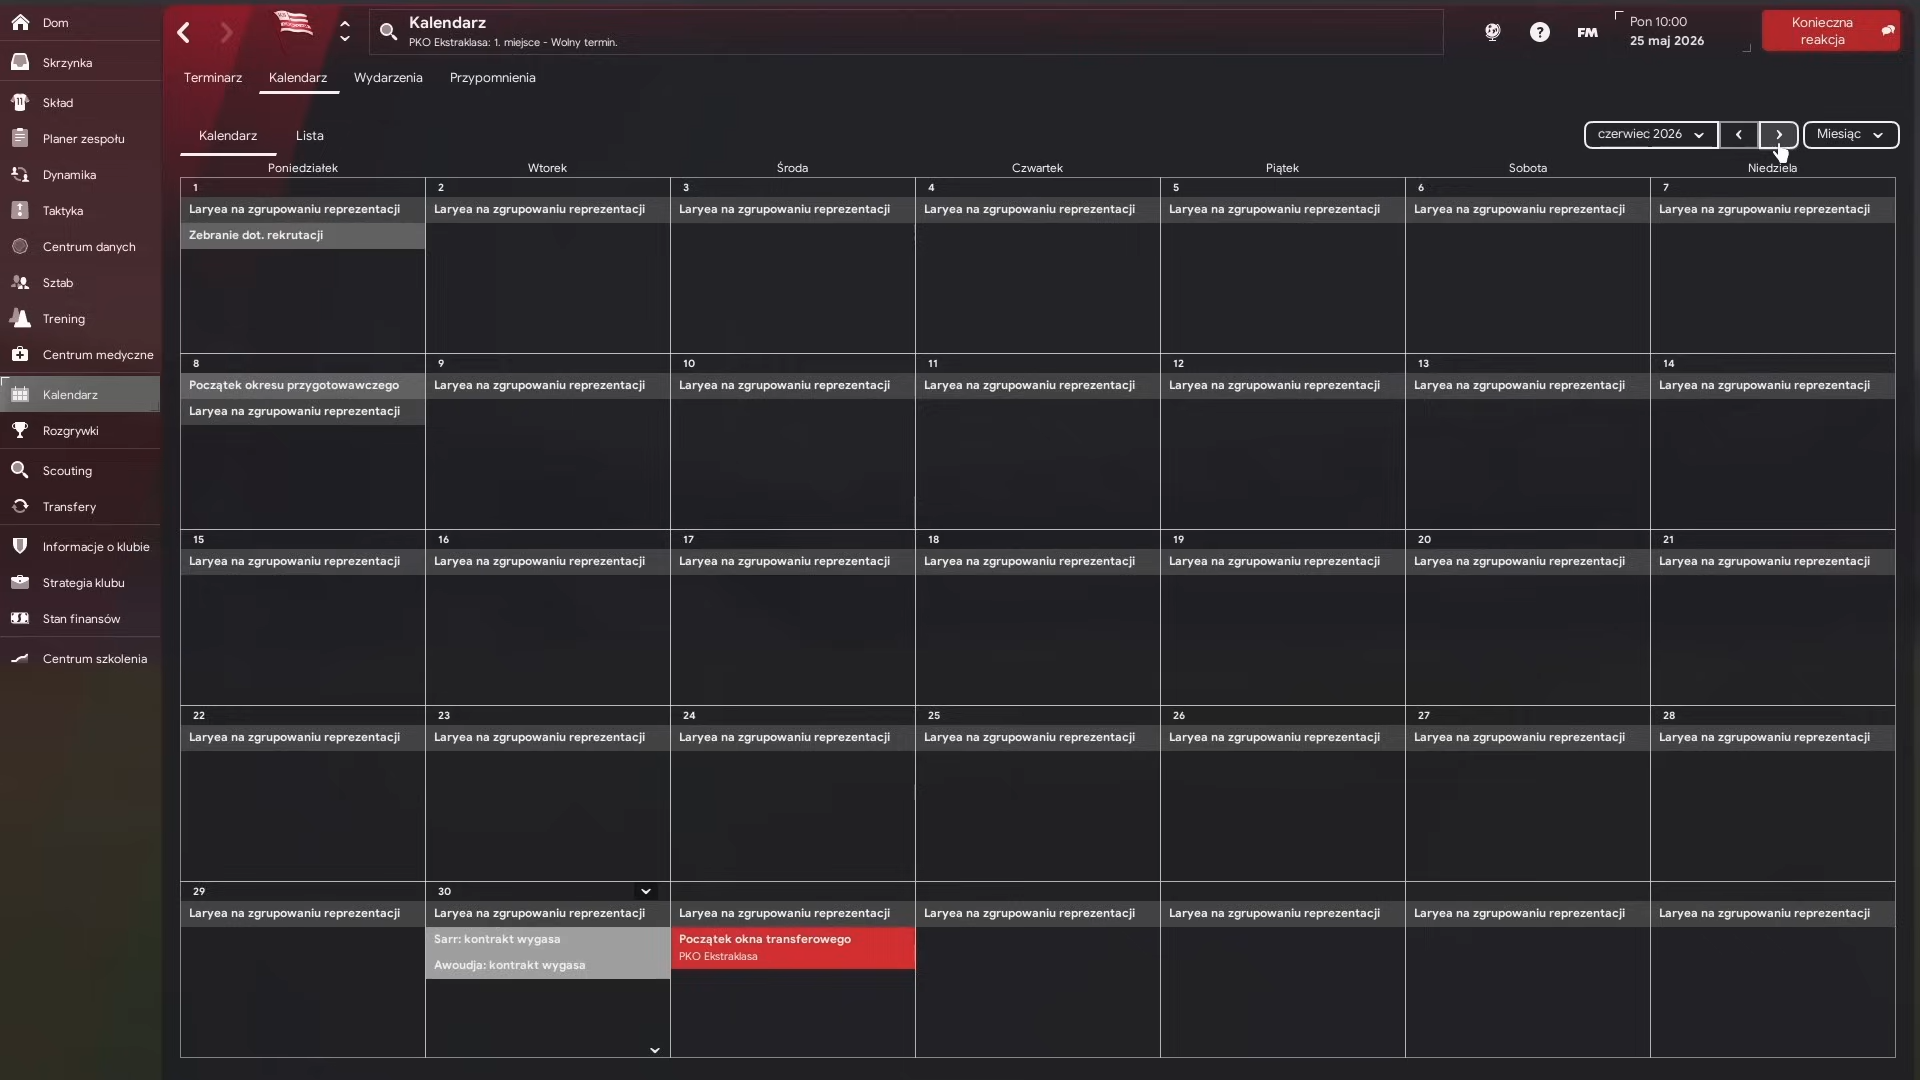 Dom
Skrzynka
Skład
Planer zespołu
Dynamika
Taktyka
Centrum danych
Sztab
Trening
Centrum medyczne
Kalendarz
Rozgrywki
Scouting
Transfery
Informacje o klubie
Strategia klubu
Stan finansów
Centrum szkolenia
Kalendarz
PKO Ekstraklasa: 1. miejsce - Wolny termin.
FM
Pon 10:00
25 maj 2026
Konieczna
reakcja
Terminarz Kalendarz Wydarzenia Przypomnienia
Kalendarz Lista
czerwiec 2026 Miesiąc
Poniedziałek Wtorek Środa Czwartek Piątek Sobota Niedziela
1 2 3 4 5 6 7
Laryea na zgrupowaniu reprezentacji Laryea na zgrupowaniu reprezentacji Laryea na zgrupowaniu reprezentacji Laryea na zgrupowaniu reprezentacji Laryea na zgrupowaniu reprezentacji Laryea na zgrupowaniu reprezentacji Laryea na zgrupowaniu reprezentacji
Zebranie dot. rekrutacji
8 9 10 11 12 13 14
Początek okresu przygotowawczego Laryea na zgrupowaniu reprezentacji Laryea na zgrupowaniu reprezentacji Laryea na zgrupowaniu reprezentacji Laryea na zgrupowaniu reprezentacji Laryea na zgrupowaniu reprezentacji Laryea na zgrupowaniu reprezentacji
Laryea na zgrupowaniu reprezentacji
15 16 17 18 19 20 21
Laryea na zgrupowaniu reprezentacji Laryea na zgrupowaniu reprezentacji Laryea na zgrupowaniu reprezentacji Laryea na zgrupowaniu reprezentacji Laryea na zgrupowaniu reprezentacji Laryea na zgrupowaniu reprezentacji Laryea na zgrupowaniu reprezentacji
22 23 24 25 26 27 28
Laryea na zgrupowaniu reprezentacji Laryea na zgrupowaniu reprezentacji Laryea na zgrupowaniu reprezentacji Laryea na zgrupowaniu reprezentacji Laryea na zgrupowaniu reprezentacji Laryea na zgrupowaniu reprezentacji Laryea na zgrupowaniu reprezentacji
29 30
Laryea na zgrupowaniu reprezentacji Laryea na zgrupowaniu reprezentacji Laryea na zgrupowaniu reprezentacji Laryea na zgrupowaniu reprezentacji Laryea na zgrupowaniu reprezentacji Laryea na zgrupowaniu reprezentacji Laryea na zgrupowaniu reprezentacji
Sarr: kontrakt wygasa Początek okna transferowego
PKO Ekstraklasa
Awoudja: kontrakt wygasa